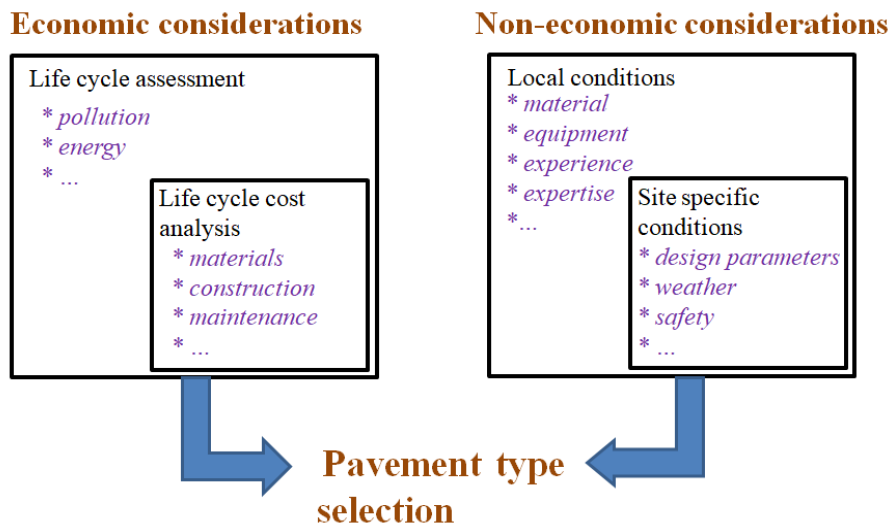 Economic considerations
Life cycle assessment
* pollution
* energy
* ...
Life cycle cost
analysis
* materials
* construction
* maintenance
* ...
Non-economic considerations
Local conditions
* material
* equipment
* experience
* expertise
*...
Site specific
conditions
* design parameters
* weather
* safety
* ...
Pavement type
selection